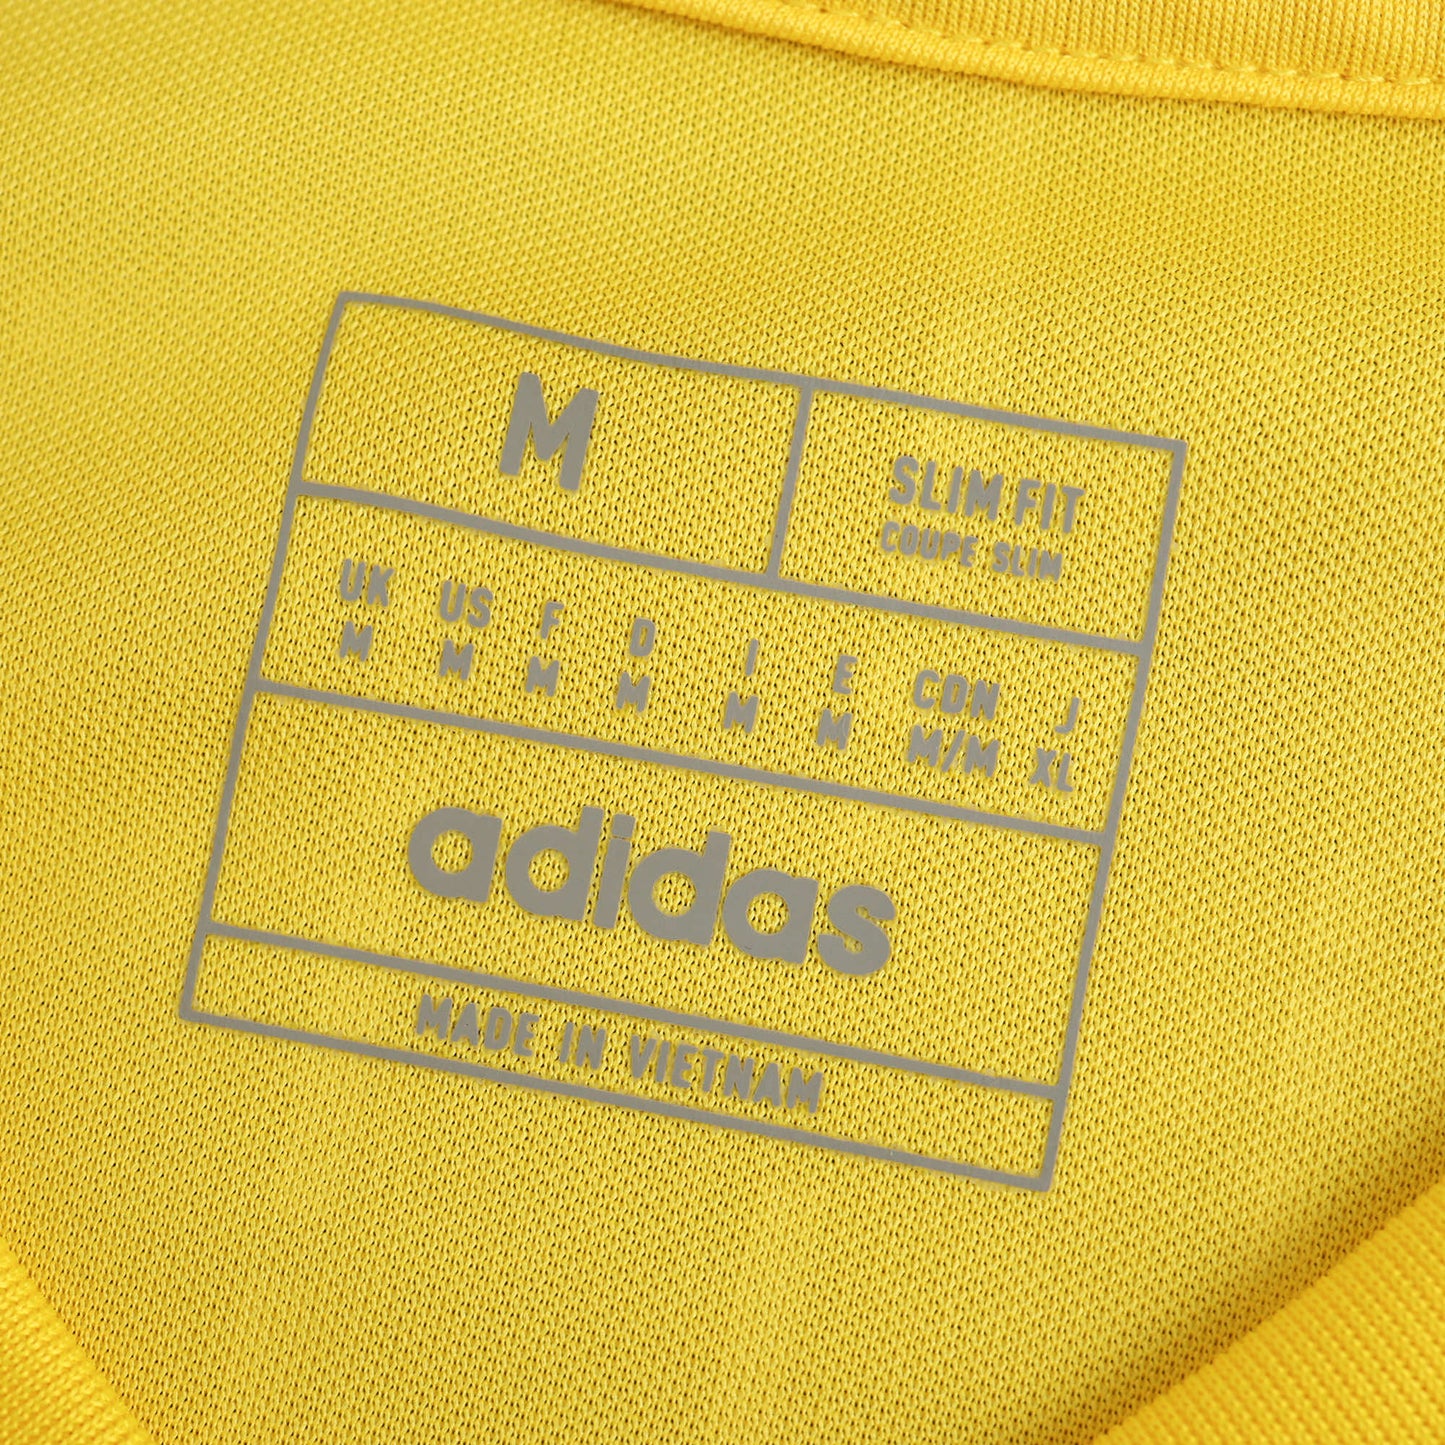 M
SLIM FIT
COUPE SLIM
UK US F D I E CDN J
M M M M M M M/M XL
adidas
MADE IN VIETNAM